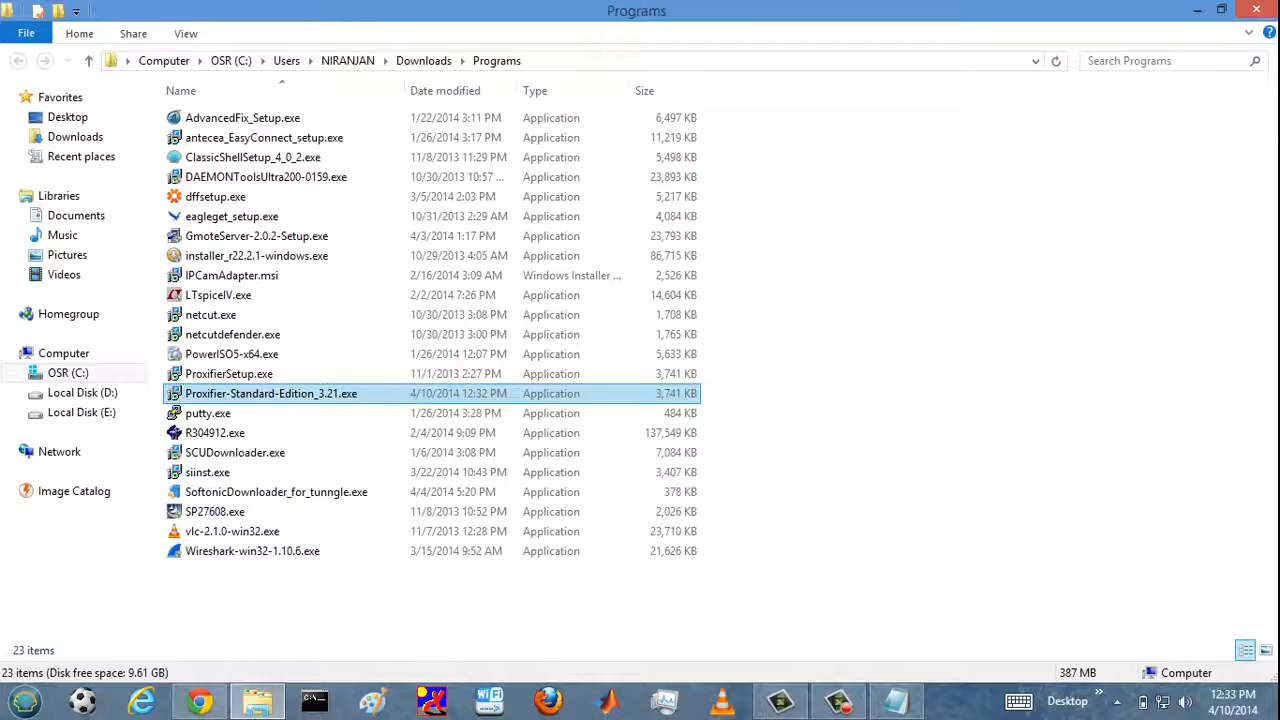 Programs
File Home Share View
Computer OSR (C:) Users NIRANJAN Downloads Programs Search Programs
Name Date modified Type Size
Favorites
Desktop
Downloads
Recent places
Libraries
Documents
Music
Pictures
Videos
Homegroup
Computer
OSR (C:)
Local Disk (D:)
Local Disk (E:)
Network
Image Catalog
AdvancedFix_Setup.exe 1/22/2014 3:11 PM Application 6,497 KB
antecea_EasyConnect_setup.exe 1/26/2014 3:17 PM Application 11,219 KB
ClassicShellSetup_4_0_2.exe 11/8/2013 11:29 PM Application 5,498 KB
DAEMONToolsUltra200-0159.exe 10/30/2013 10:57 ... Application 23,893 KB
dffsetup.exe 3/5/2014 2:03 PM Application 5,217 KB
eagleget_setup.exe 10/31/2013 2:29 AM Application 4,084 KB
GmoteServer-2.0.2-Setup.exe 4/3/2014 1:17 PM Application 23,793 KB
installer_r22.2.1-windows.exe 10/29/2013 4:05 AM Application 86,715 KB
IPCamAdapter.msi 2/16/2014 3:09 AM Windows Installer ... 2,526 KB
LTspiceIV.exe 2/2/2014 7:26 PM Application 14,604 KB
netcut.exe 10/30/2013 3:08 PM Application 1,708 KB
netcutdefender.exe 10/30/2013 3:00 PM Application 1,765 KB
PowerISO5-x64.exe 1/26/2014 12:07 PM Application 5,633 KB
ProxifierSetup.exe 11/1/2013 2:27 PM Application 3,741 KB
Proxifier-Standard-Edition_3.21.exe 4/10/2014 12:32 PM Application 3,741 KB
putty.exe 1/26/2014 3:28 PM Application 484 KB
R304912.exe 2/4/2014 9:09 PM Application 137,549 KB
SCUDownloader.exe 1/6/2014 3:08 PM Application 7,084 KB
siinst.exe 3/22/2014 10:43 PM Application 3,407 KB
SoftonicDownloader_for_tunngle.exe 4/4/2014 5:20 PM Application 378 KB
SP27608.exe 11/8/2013 10:52 PM Application 2,026 KB
vlc-2.1.0-win32.exe 11/7/2013 12:28 PM Application 23,710 KB
Wireshark-win32-1.10.6.exe 3/15/2014 9:52 AM Application 21,626 KB
23 items
23 items (Disk free space: 9.61 GB) 387 MB Computer
WiFi
Desktop
12:33 PM
4/10/2014